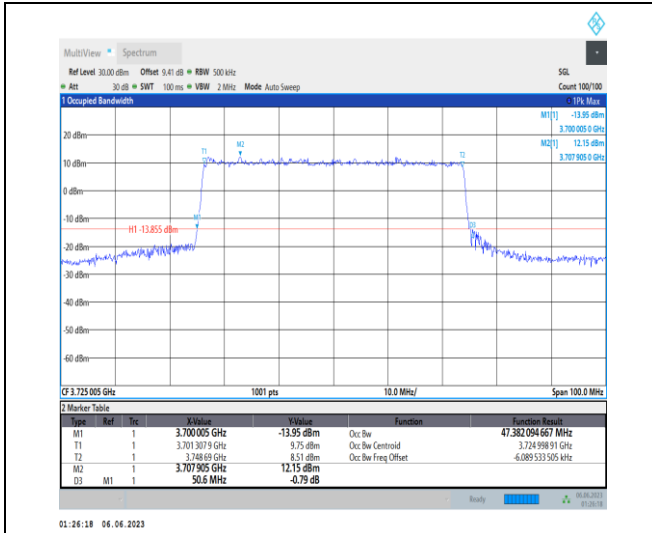 MultiView Spectrum
Ref Level 30.00 dBm Offset 9.41 dB RBW 500 kHz SGL
Att 30 dB SWT 100 ms VBW 2 MHz Mode Auto Sweep Count 100/100
1 Occupied Bandwidth 1Pk Max
M1[1] -13.95 dBm
3.700 005 0 GHz
M2[1] 12.15 dBm
3.707 905 0 GHz
20 dBm
M2
T1
T2
10 dBm
0 dBm
-10 dBm
M1
H1 -13.855 dBm
D3
-20 dBm
-30 dBm
-40 dBm
-50 dBm
-60 dBm
CF 3.725 005 GHz 1001 pts 10.0 MHz/ Span 100.0 MHz
2 Marker Table
Type Ref Trc X-Value Y-Value Function Function Result
M1 1 3.700 005 GHz -13.95 dBm Occ Bw 47.382 094 667 MHz
T1 1 3.701 307 9 GHz 9.75 dBm Occ Bw Centroid 3.724 998 91 GHz
T2 1 3.748 69 GHz 8.51 dBm Occ Bw Freq Offset -6.089 533 505 kHz
M2 1 3.707 905 GHz 12.15 dBm
D3 M1 1 50.6 MHz -0.79 dB
Ready 06.06.2023
01:26:18
01:26:18 06.06.2023